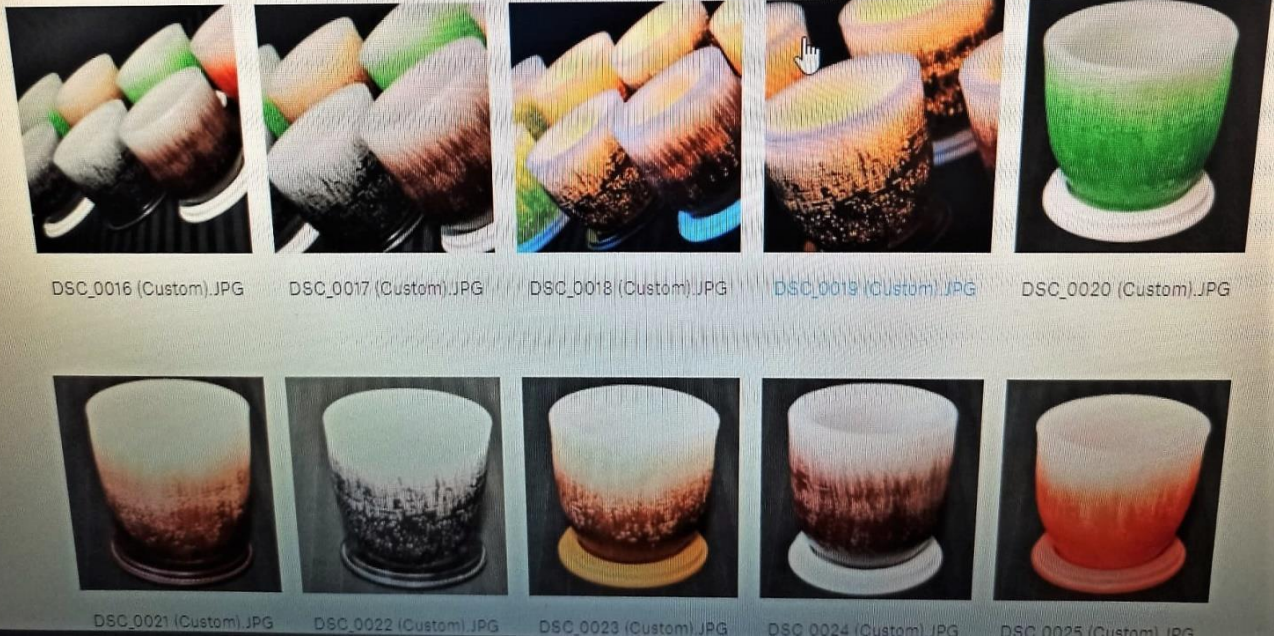 DSC_0016 (Custom).JPG DSC_0017 (Custom).JPG DSC_0018 (Custom).JPG DSC_0019 (Custom).JPG DSC_0020 (Custom).JPG
DSC_0021 (Custom).JPG DSC_0022 (Custom).JPG DSC_0023 (Custom).JPG DSC_0024 (Custom).JPG DSC_0025 (Custom).JPG